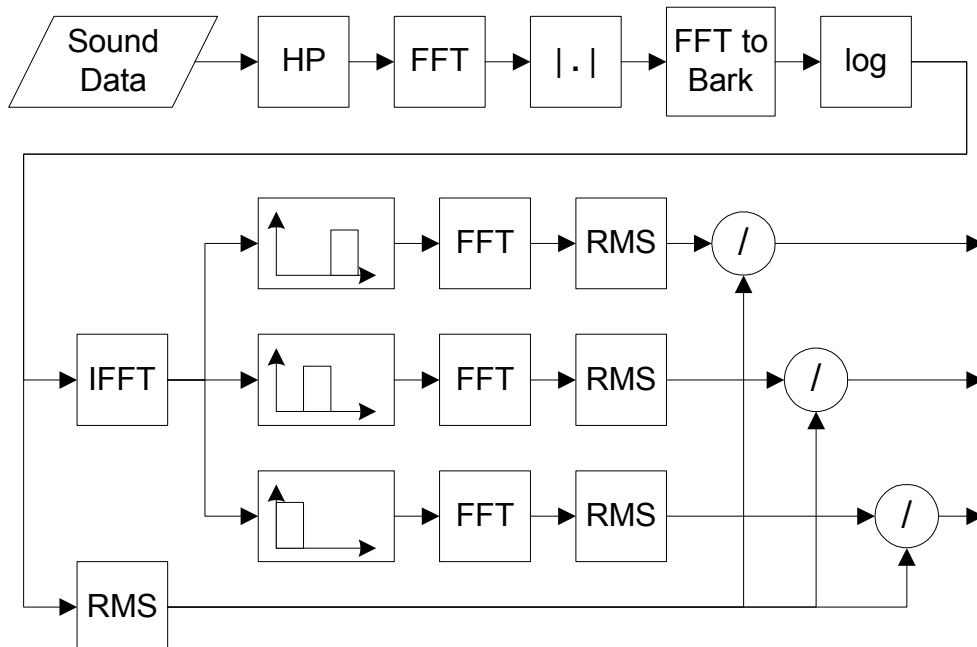 Sound
Data
HP
FFT
|.|
FFT to
Bark
log
FFT
RMS
/
IFFT
FFT
RMS
/
FFT
RMS
/
RMS